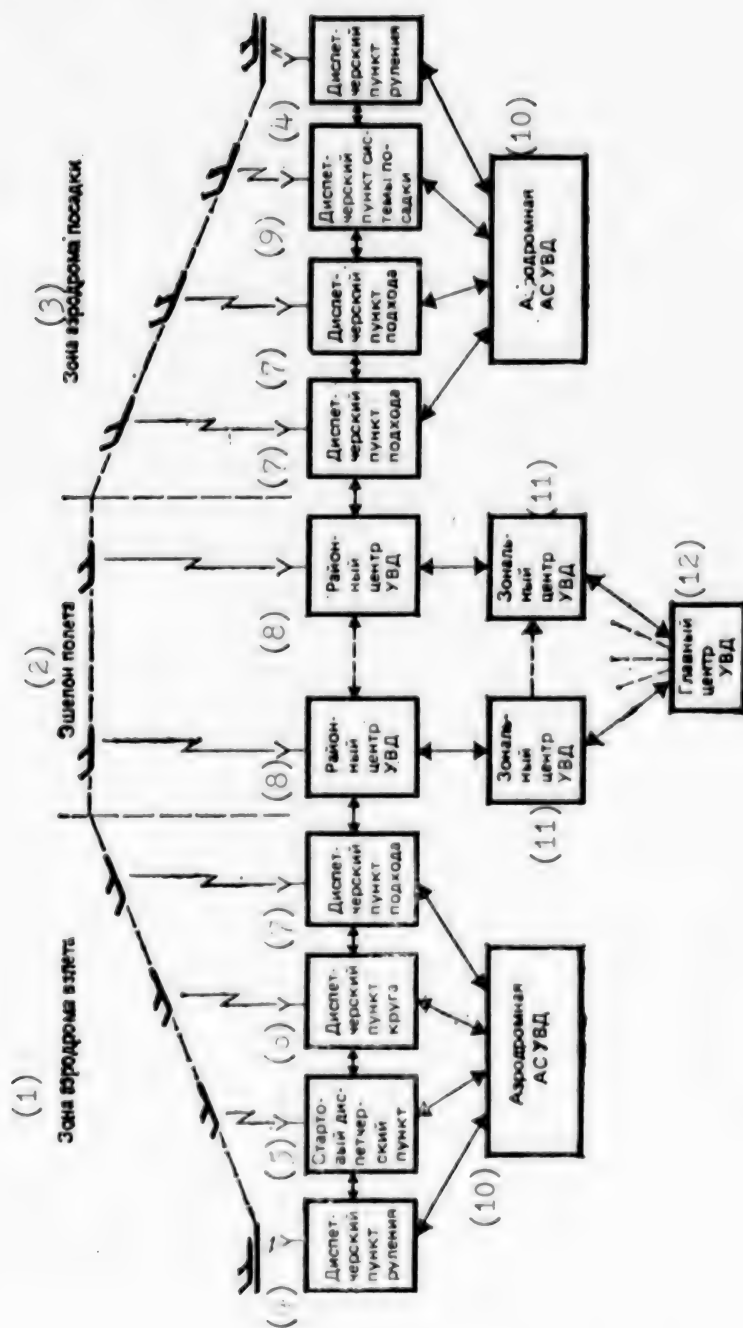 (1)
Зона аэродрома взлета
(2)
Эшелон полета
(3)
Зона аэродрома посадки
Диспет-
черский
пункт
руления
(5)
Старто-
вый дис-
петчер-
ский
пункт
(6)
Диспет-
черский
пункт
круга
(7)
Диспет-
черский
пункт
подхода
(8)
Район-
ный
центр
УВД
(8)
Район-
ный
центр
УВД
(7)
Диспет-
черский
пункт
подхода
(7)
Диспет-
черский
пункт
подхода
(9)
Диспет-
черский
пункт сис-
темы по-
садки
(4)
Диспет-
черский
пункт
руления
(10)
Аэродромная
АС УВД
(11)
Зональ-
ный
центр
УВД
(11)
Зональ-
ный
центр
УВД
(10)
Аэродромная
АС УВД
(12)
Главный
центр
УВД